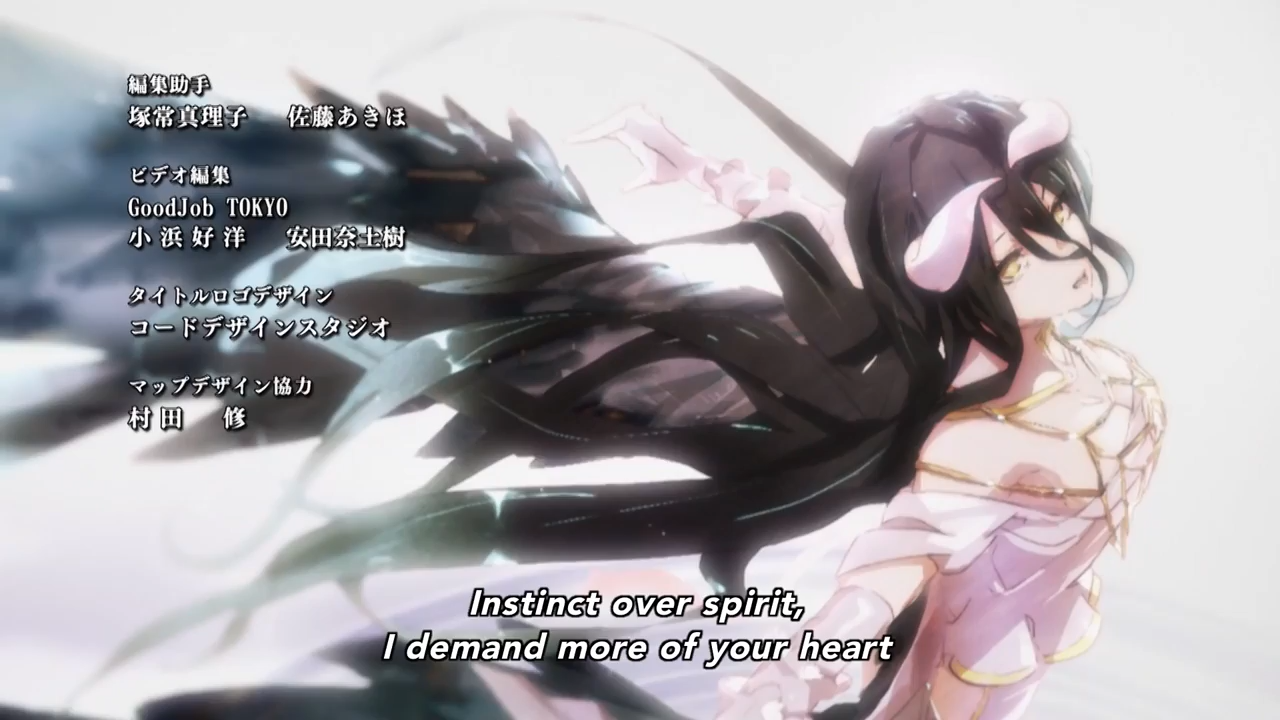 編集助手
塚常真理子 佐藤あきほ
ビデオ編集
GoodJob TOKYO
小浜好洋 安田奈土樹
タイトルロゴデザイン
コードデザインスタジオ
マップデザイン協力
村田 修
Instinct over spirit,
I demand more of your heart